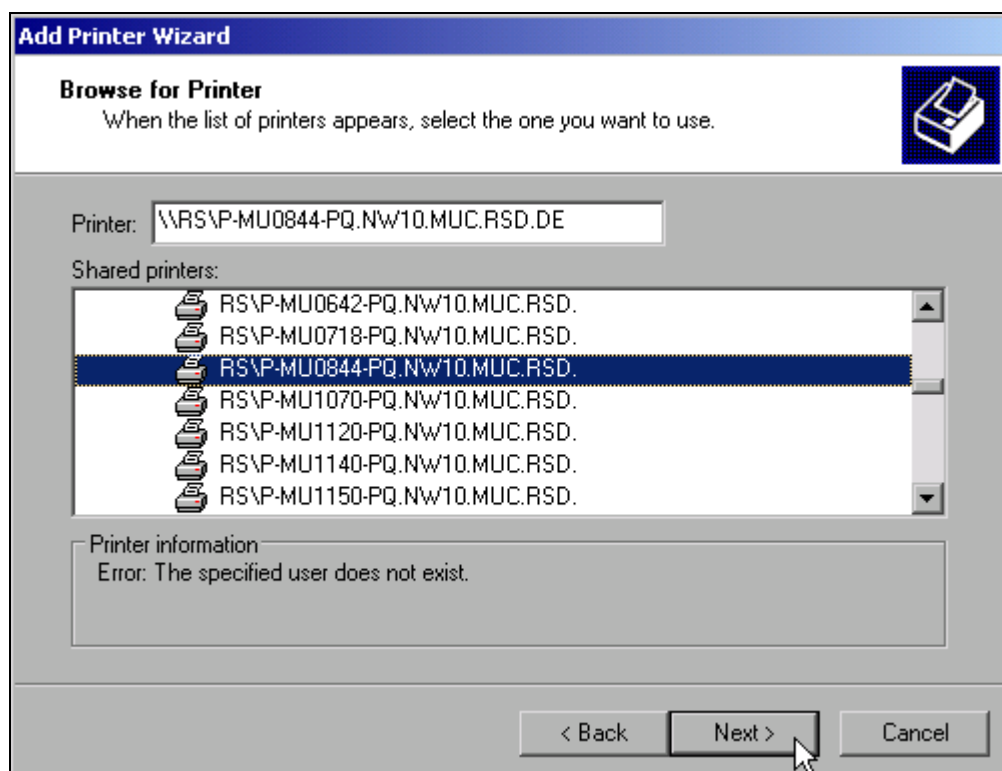 Add Printer Wizard
Browse for Printer
When the list of printers appears, select the one you want to use.
Printer: \\RS\P-MU0844-PQ.NW10.MUC.RSD.DE
Shared printers:
RS\P-MU0642-PQ.NW10.MUC.RSD.
RS\P-MU0718-PQ.NW10.MUC.RSD.
RS\P-MU0844-PQ.NW10.MUC.RSD.
RS\P-MU1070-PQ.NW10.MUC.RSD.
RS\P-MU1120-PQ.NW10.MUC.RSD.
RS\P-MU1140-PQ.NW10.MUC.RSD.
RS\P-MU1150-PQ.NW10.MUC.RSD.
Printer information
Error: The specified user does not exist.
< Back Next > Cancel